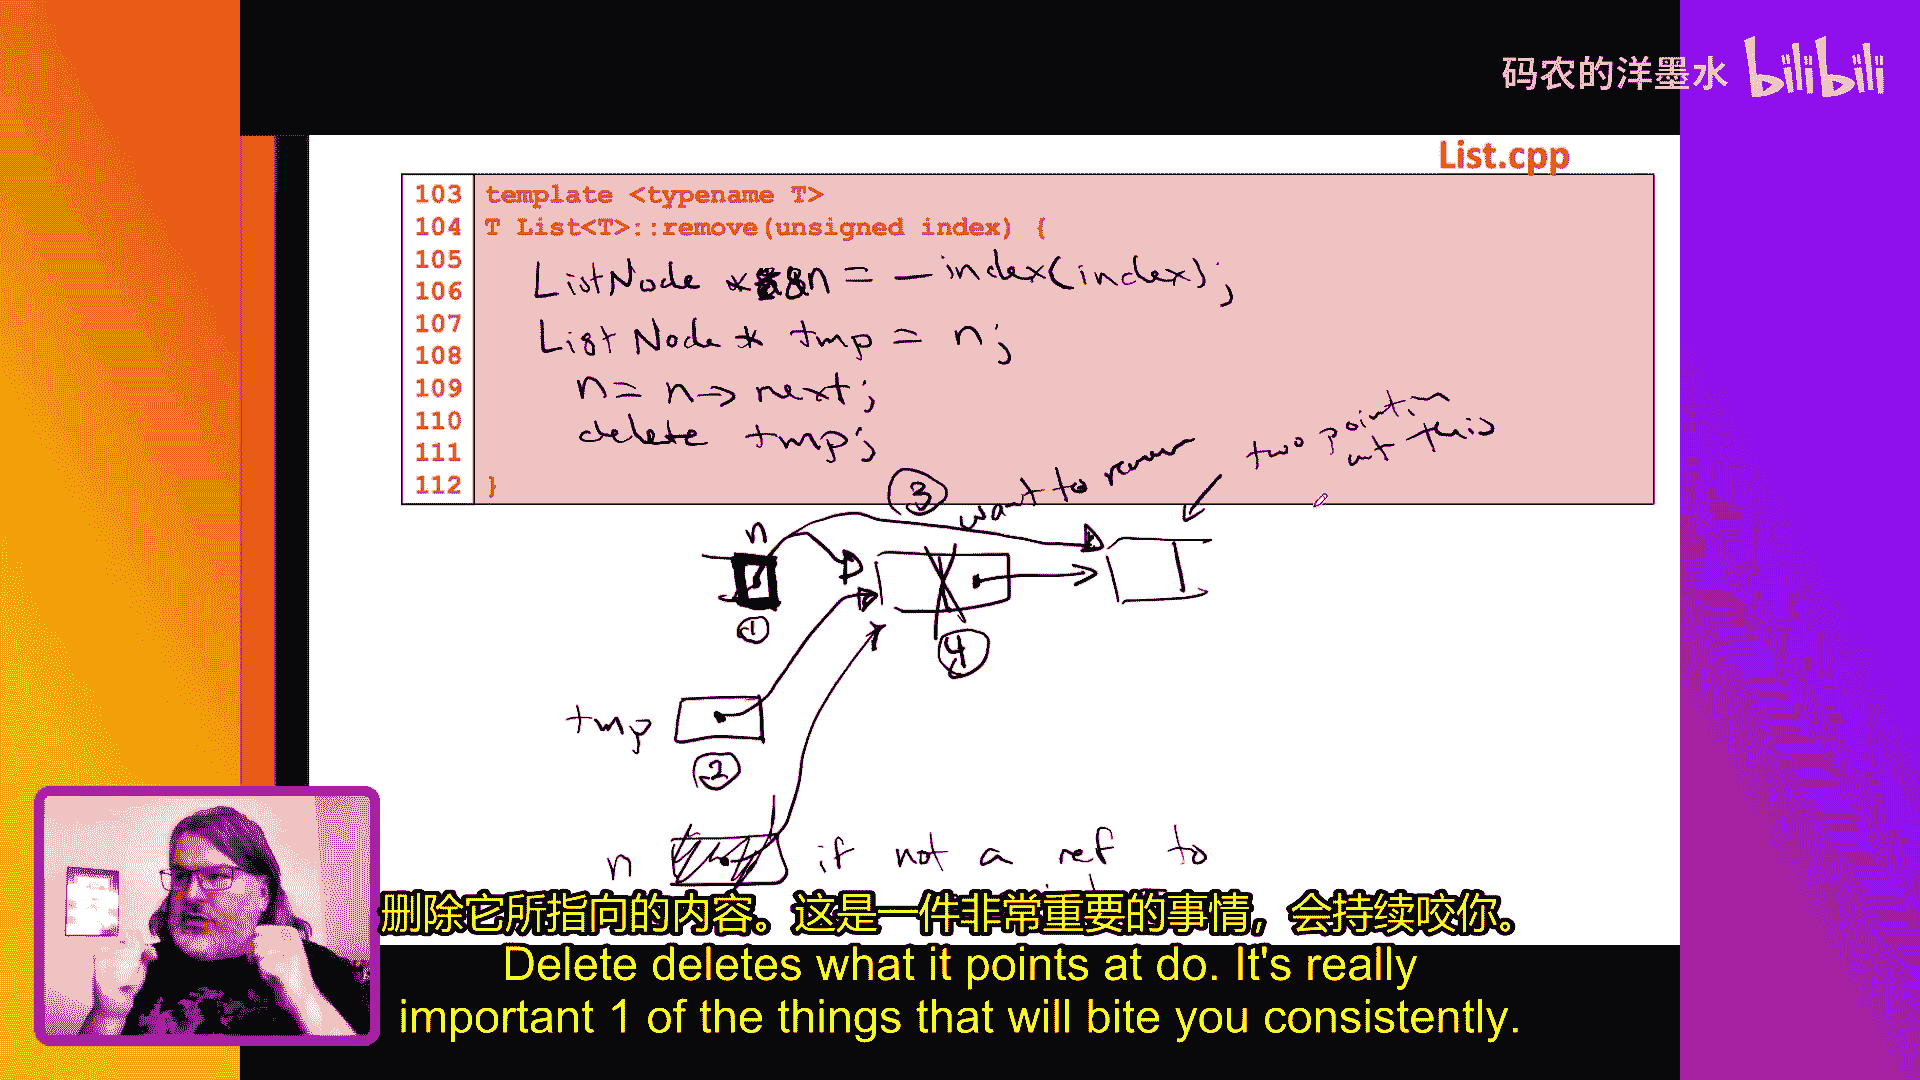 码农的洋墨水 bilibili
List.cpp
103 template <typename T>
104 T List<T>::remove(unsigned index) {
105
106
107
108
109
110
111
112 }
ListNode *&n = _index(index);
ListNode * tmp = n;
n = n -> next;
delete tmp;
two pointin
at this
③ want to
n
①
④
tmp
②
n if not a ref to
删除它所指向的内容。这是一件非常重要的事情，会持续咬你。
Delete deletes what it points at do. It's really
important 1 of the things that will bite you consistently.